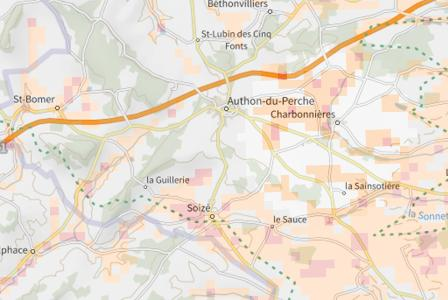 Béthonvilliers
St-Lubin des Cinq
Fonts
St-Bomer
Authon-du-Perche
Charbonnières
la Guillerie
la Sainsotière
Soizé
le Sauce
la Sonnet
lphace